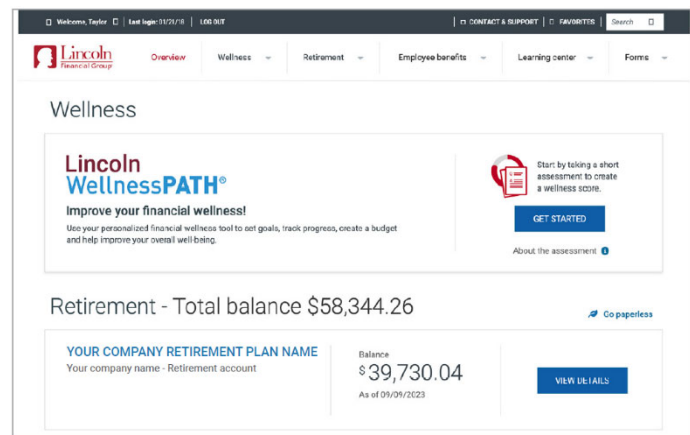 Welcome, Taylor | Last login: 01/21/18 | LOG OUT | CONTACT & SUPPORT | FAVORITES | Search
Lincoln
Financial Group
Overview Wellness Retirement Employee benefits Learning center Forms
Wellness
Lincoln
WellnessPATH®
Improve your financial wellness!
Use your personalized financial wellness tool to set goals, track progress, create a budget
and help improve your overall well-being.
Start by taking a short
assessment to create
a wellness score.
GET STARTED
About the assessment
Retirement - Total balance $58,344.26
Go paperless
YOUR COMPANY RETIREMENT PLAN NAME
Your company name - Retirement account
Balance
$39,730.04
As of 09/09/2023
VIEW DETAILS